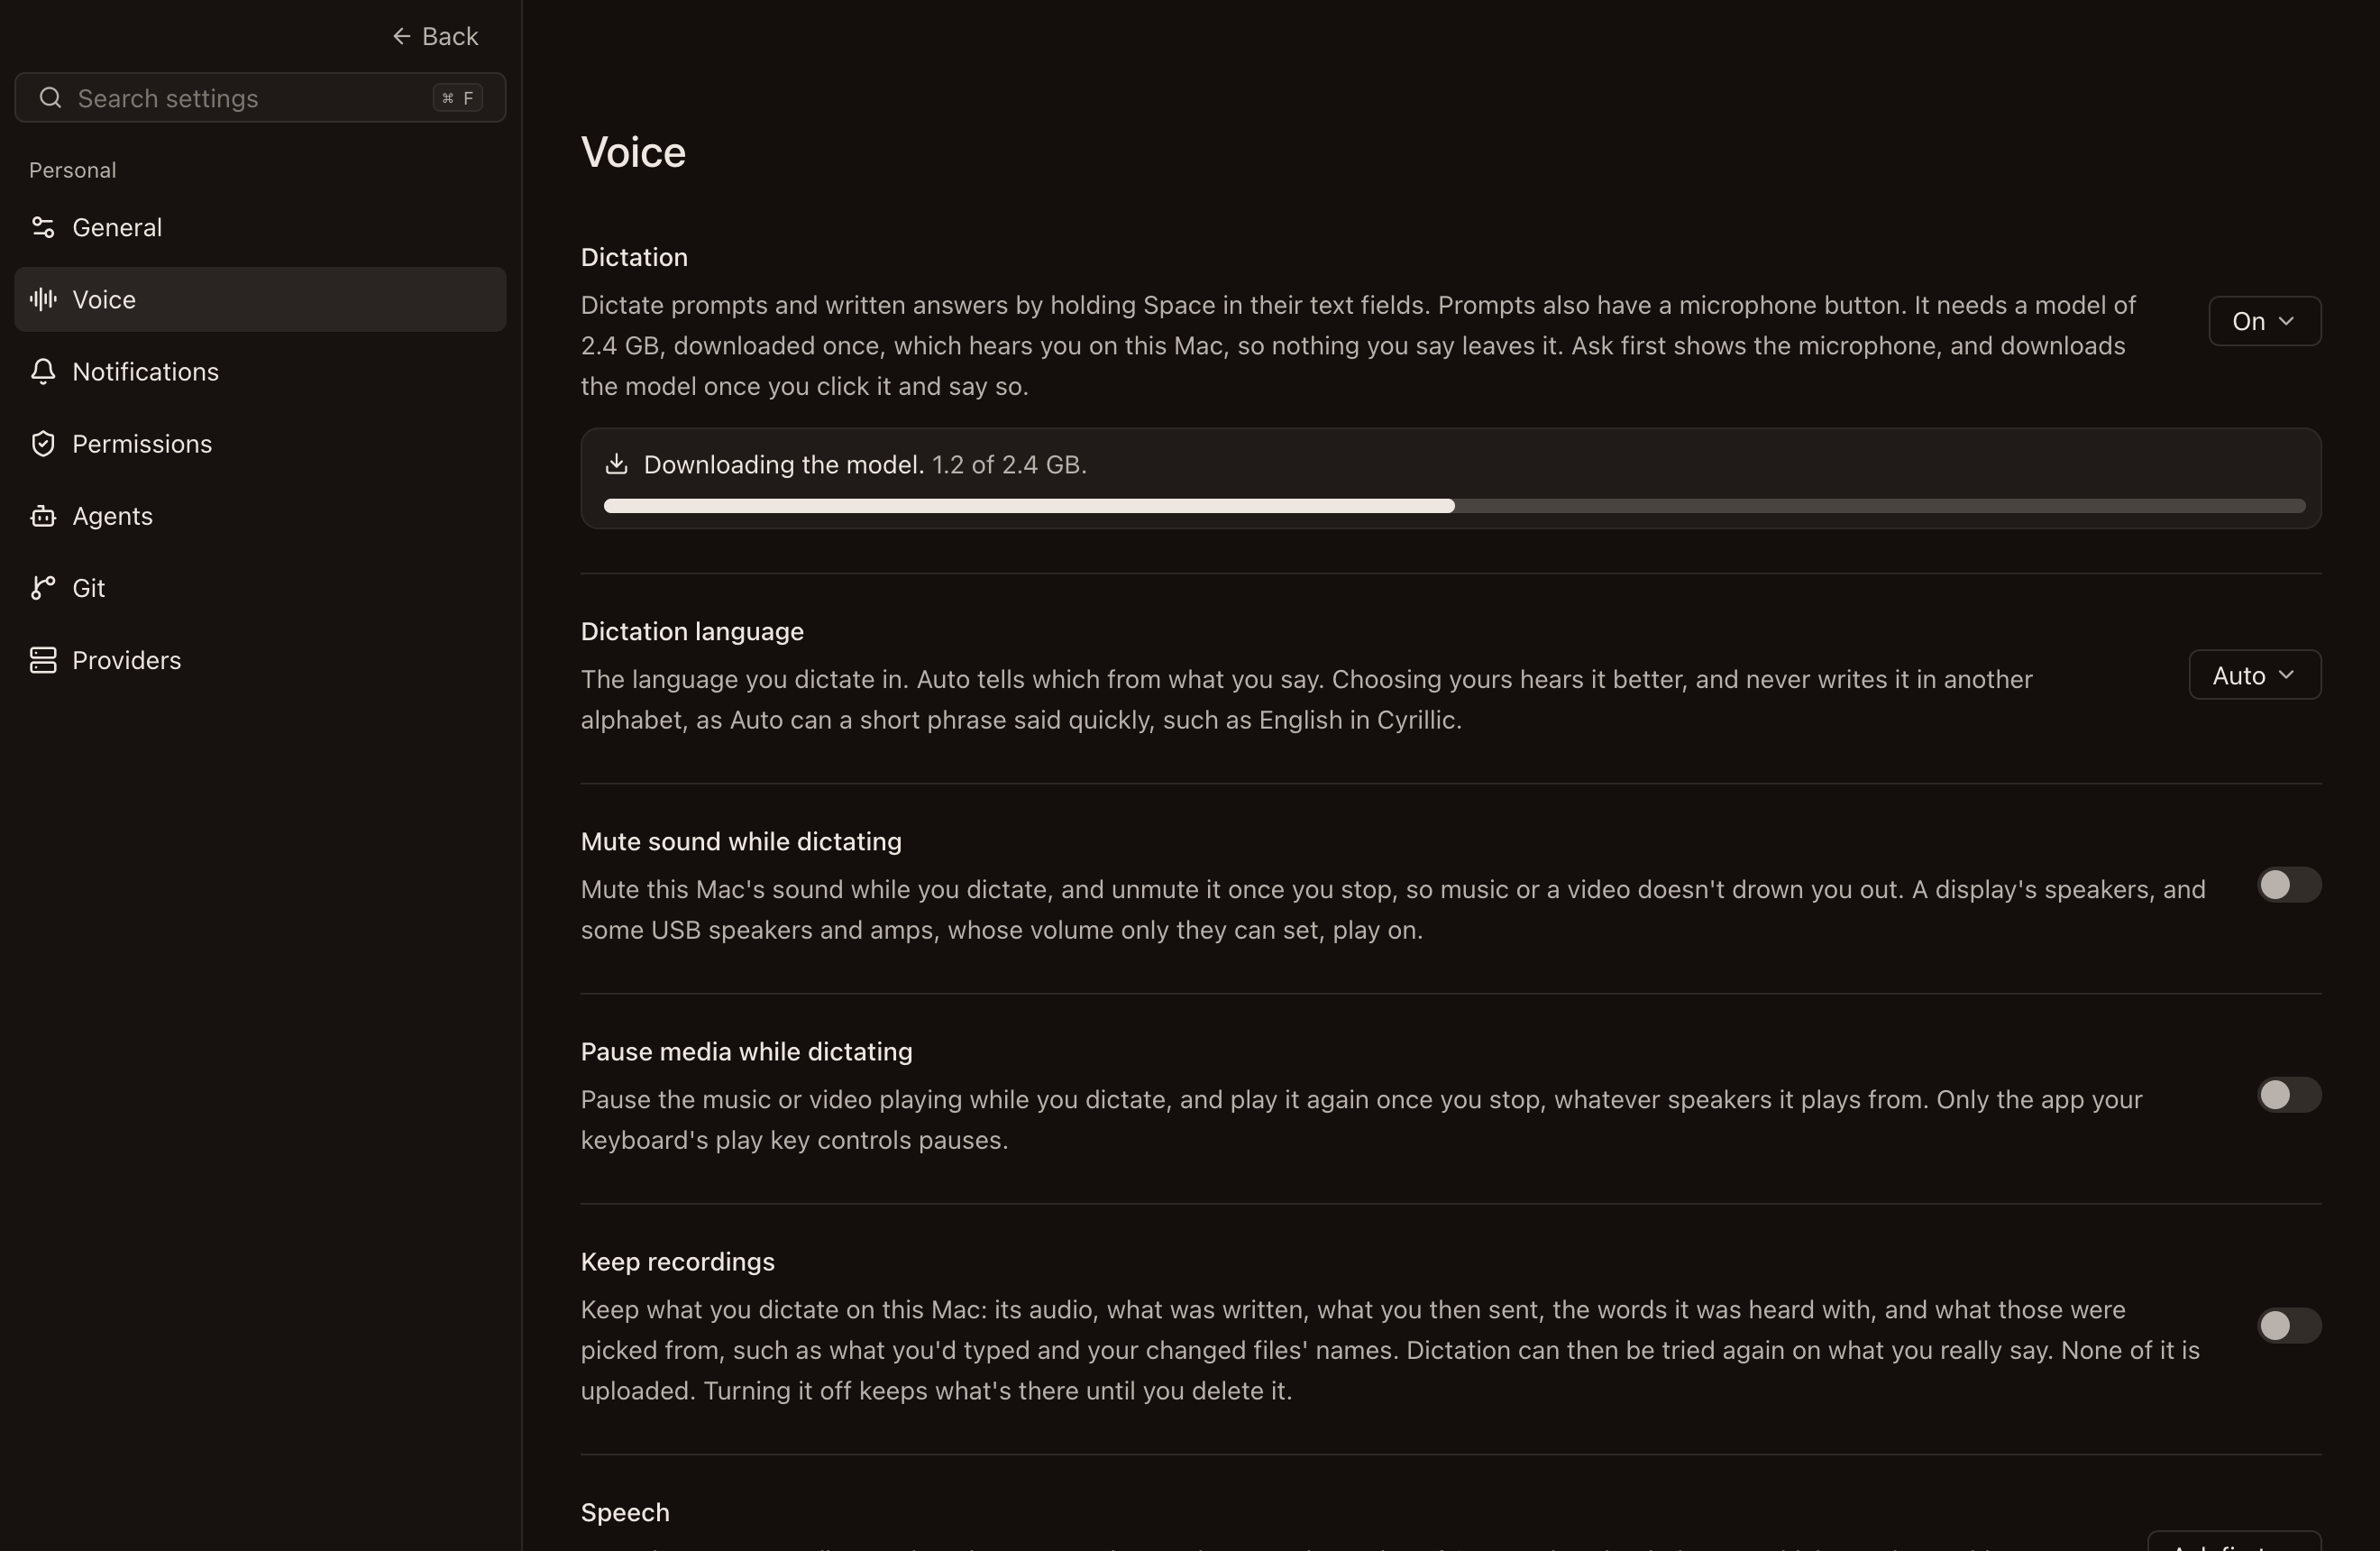 Back
Search settings
⌘ F
Personal
General
Voice
Notifications
Permissions
Agents
Git
Providers
Voice
Dictation
Dictate prompts and written answers by holding Space in their text fields. Prompts also have a microphone button. It needs a model of
2.4 GB, downloaded once, which hears you on this Mac, so nothing you say leaves it. Ask first shows the microphone, and downloads
the model once you click it and say so.
On
Downloading the model. 1.2 of 2.4 GB.
Dictation language
The language you dictate in. Auto tells which from what you say. Choosing yours hears it better, and never writes it in another
alphabet, as Auto can a short phrase said quickly, such as English in Cyrillic.
Auto
Mute sound while dictating
Mute this Mac's sound while you dictate, and unmute it once you stop, so music or a video doesn't drown you out. A display's speakers, and
some USB speakers and amps, whose volume only they can set, play on.
Pause media while dictating
Pause the music or video playing while you dictate, and play it again once you stop, whatever speakers it plays from. Only the app your
keyboard's play key controls pauses.
Keep recordings
Keep what you dictate on this Mac: its audio, what was written, what you then sent, the words it was heard with, and what those were
picked from, such as what you'd typed and your changed files' names. Dictation can then be tried again on what you really say. None of it is
uploaded. Turning it off keeps what's there until you delete it.
Speech